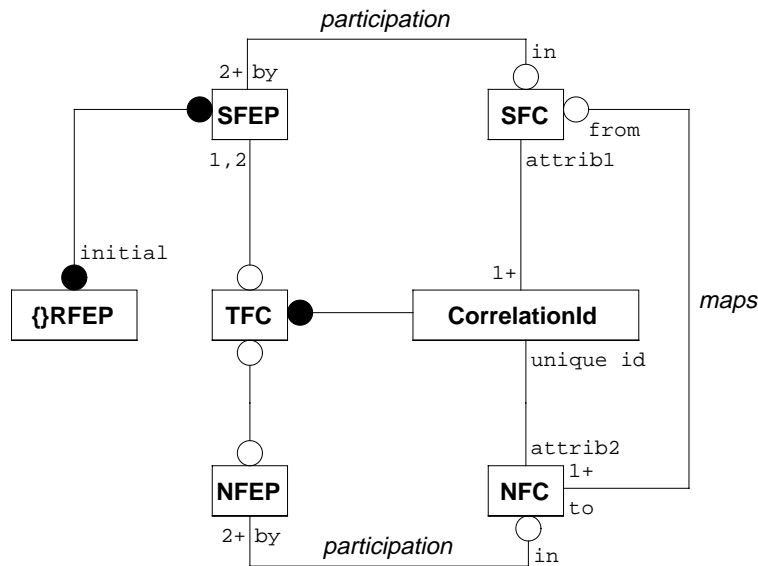 participation
in
2+ by
SFEP
SFC
from
1,2
attrib1
initial
1+
{}RFEP
TFC
CorrelationId
maps
unique id
attrib2
1+
NFEP
NFC
to
2+ by
participation
in